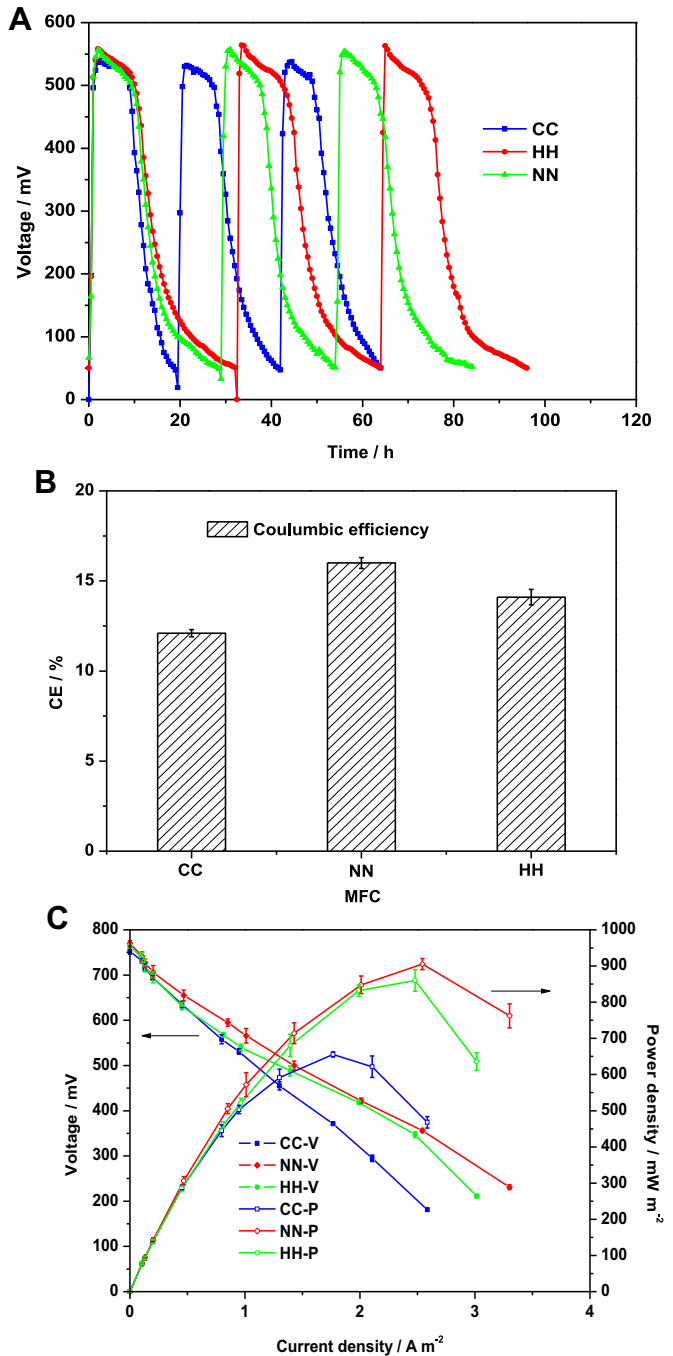 A
600
500
400
300
200
100
0
Voltage / mV
CC
HH
NN
0 20 40 60 80 100 120
Time / h
B
20
15
10
5
0
CE / %
Coulumbic efficiency
CC NN HH
MFC
C
800
700
600
500
400
300
200
100
0
Voltage / mV
1000
900
800
700
600
500
400
300
200
100
0
Power density / mW m-2
CC-V
NN-V
HH-V
CC-P
NN-P
HH-P
0 1 2 3 4
Current density / A m-2